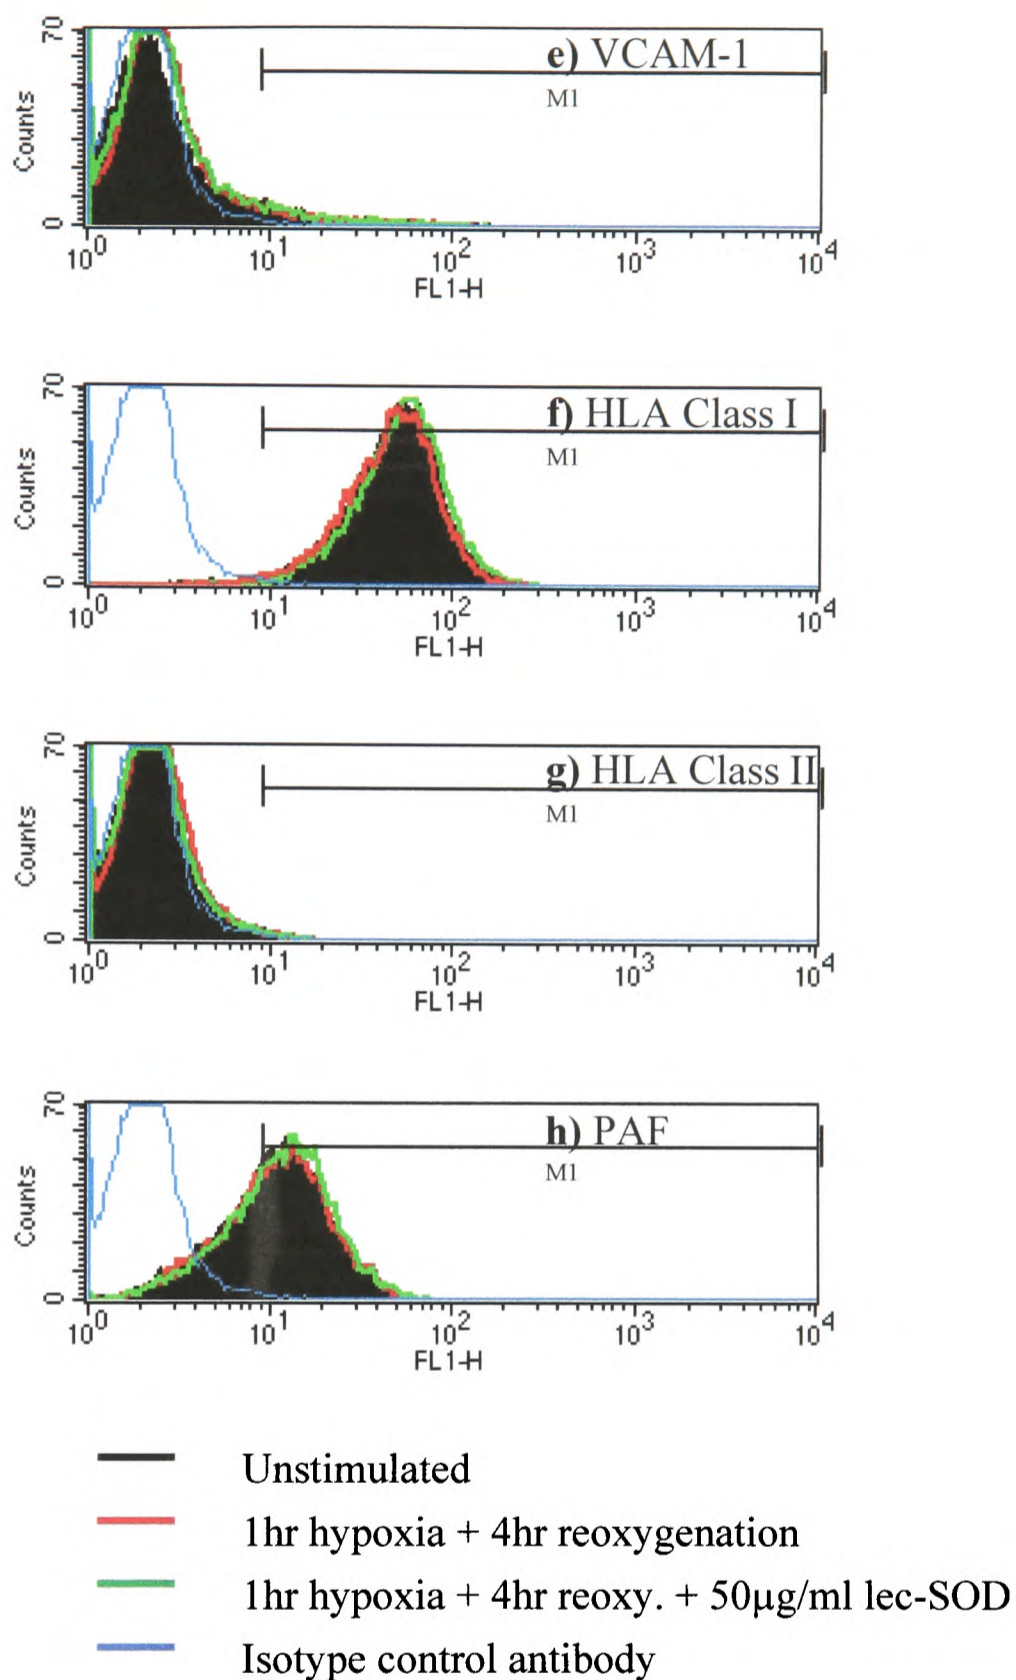 70
e) VCAM-1
M1
Counts
0
10^0 10^1 10^2 10^3 10^4
FL1-H
70
f) HLA Class I
M1
Counts
0
10^0 10^1 10^2 10^3 10^4
FL1-H
70
g) HLA Class II
M1
Counts
0
10^0 10^1 10^2 10^3 10^4
FL1-H
70
h) PAF
M1
Counts
0
10^0 10^1 10^2 10^3 10^4
FL1-H
Unstimulated
1hr hypoxia + 4hr reoxygenation
1hr hypoxia + 4hr reoxy. + 50µg/ml lec-SOD
Isotype control antibody